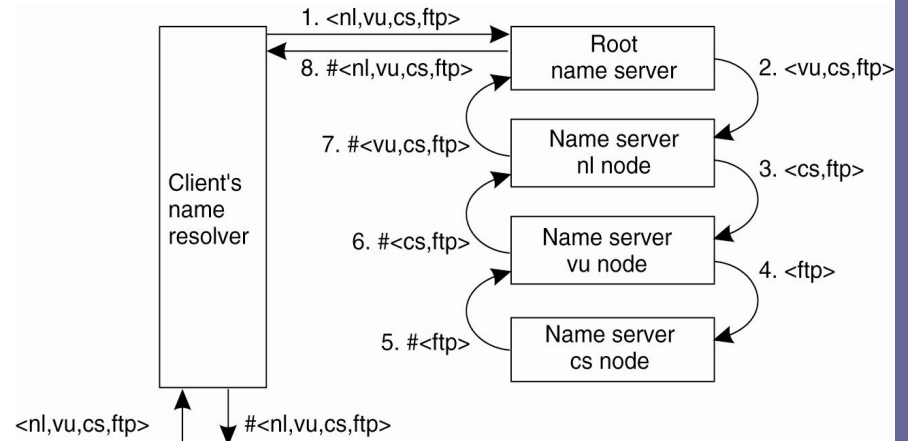 1. <nl,vu,cs,ftp>
8. #<nl,vu,cs,ftp>
Root
name server
2. <vu,cs,ftp>
7. #<vu,cs,ftp>
Name server
nl node
3. <cs,ftp>
Client's
name
resolver
6. #<cs,ftp>
Name server
vu node
4. <ftp>
5. #<ftp>
Name server
cs node
<nl,vu,cs,ftp>
#<nl,vu,cs,ftp>